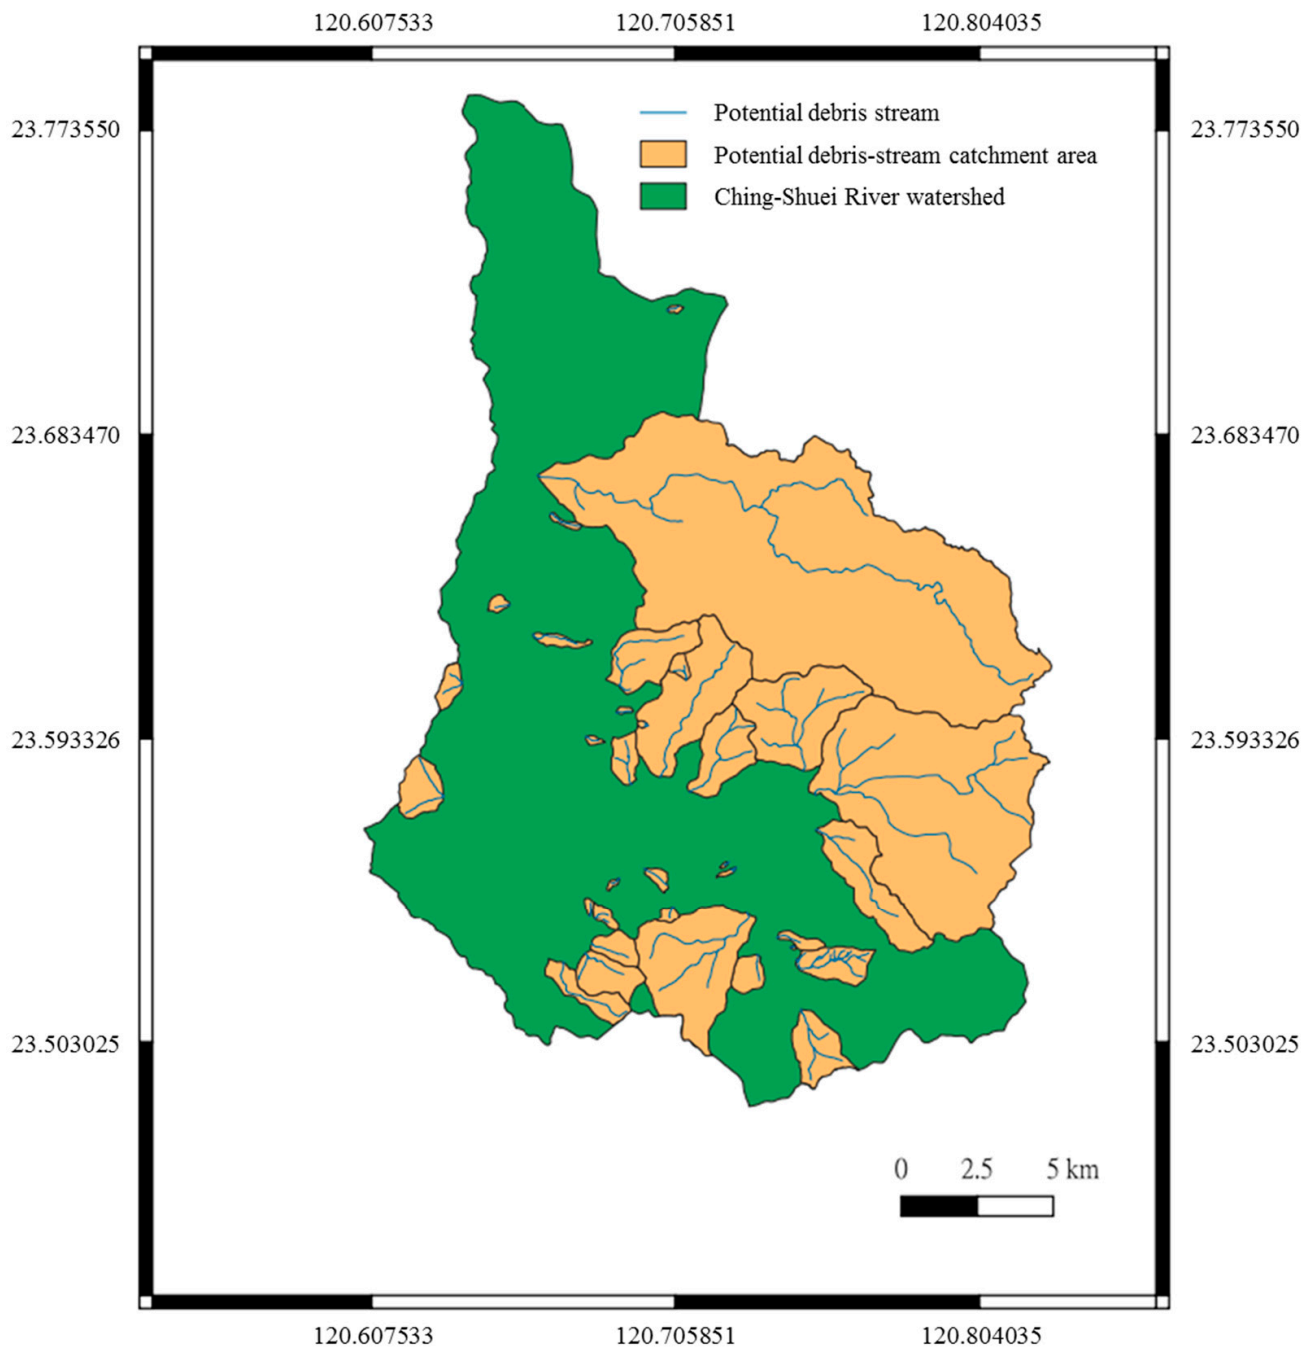 120.607533 120.705851 120.804035
23.773550 23.773550
Potential debris stream
Potential debris-stream catchment area
Ching-Shuei River watershed
23.683470 23.683470
23.593326 23.593326
23.503025 23.503025
0 2.5 5 km
120.607533 120.705851 120.804035